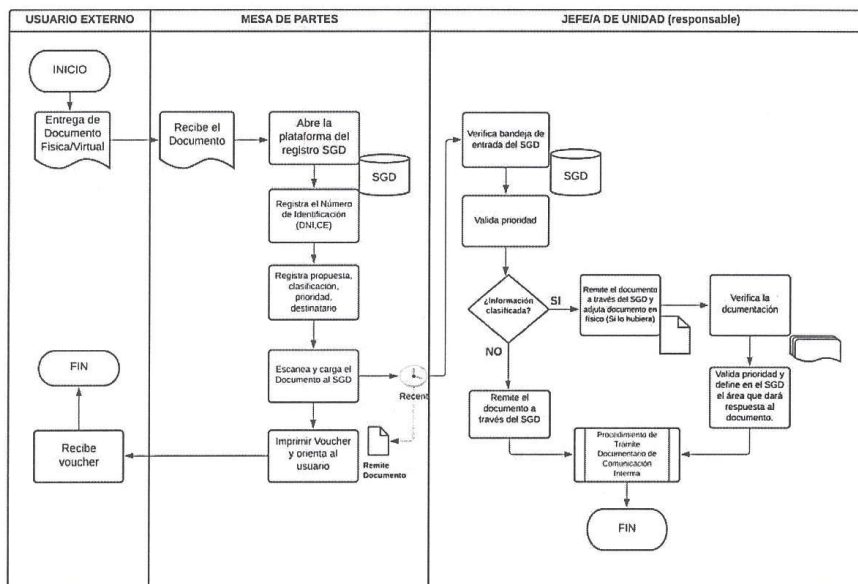 USUARIO EXTERNO
MESA DE PARTES
JEFE/A DE UNIDAD (responsable)
INICIO
Entrega de
Documento
Fisica/Virtual
Recibe el
Documento
Abre la
plataforma del
registro SGD
SGD
Registra el Número
de Identificación
(DNI,CE)
Registra propuesta,
clasificación,
prioridad,
destinatario
Escanea y carga el
Documento al SGD
Recent
Imprimir Voucher
y orienta al
usuario
Remite
Documento
Recibe
voucher
FIN
Verifica bandeja de
entrada del SGD
SGD
Valida prioridad
¿Información
clasificada?
SI
NO
Remite el documento
a través del SGD y
adjuta documento en
físico (Si lo hubiera)
Verifica la
dcumentación
Valida prioridad y
define en el SGD
el área que dará
respuesta al
documento.
Remite el
documento a
través del SGD
Procedimiento de
Trámite
Documentario de
Comunicación
Interma
FIN